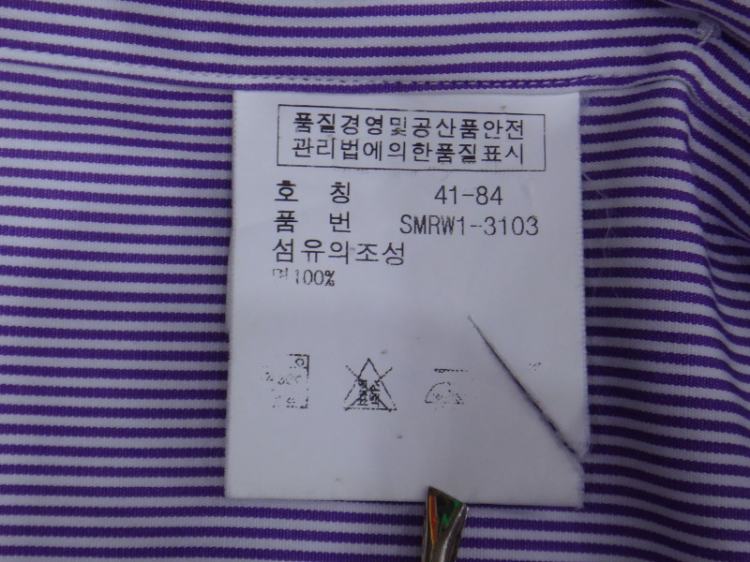 품질경영및공산품안전
관리법에의한품질표시
호 칭 41-84
품 번 SMRW1-3103
섬유의조성
면100%